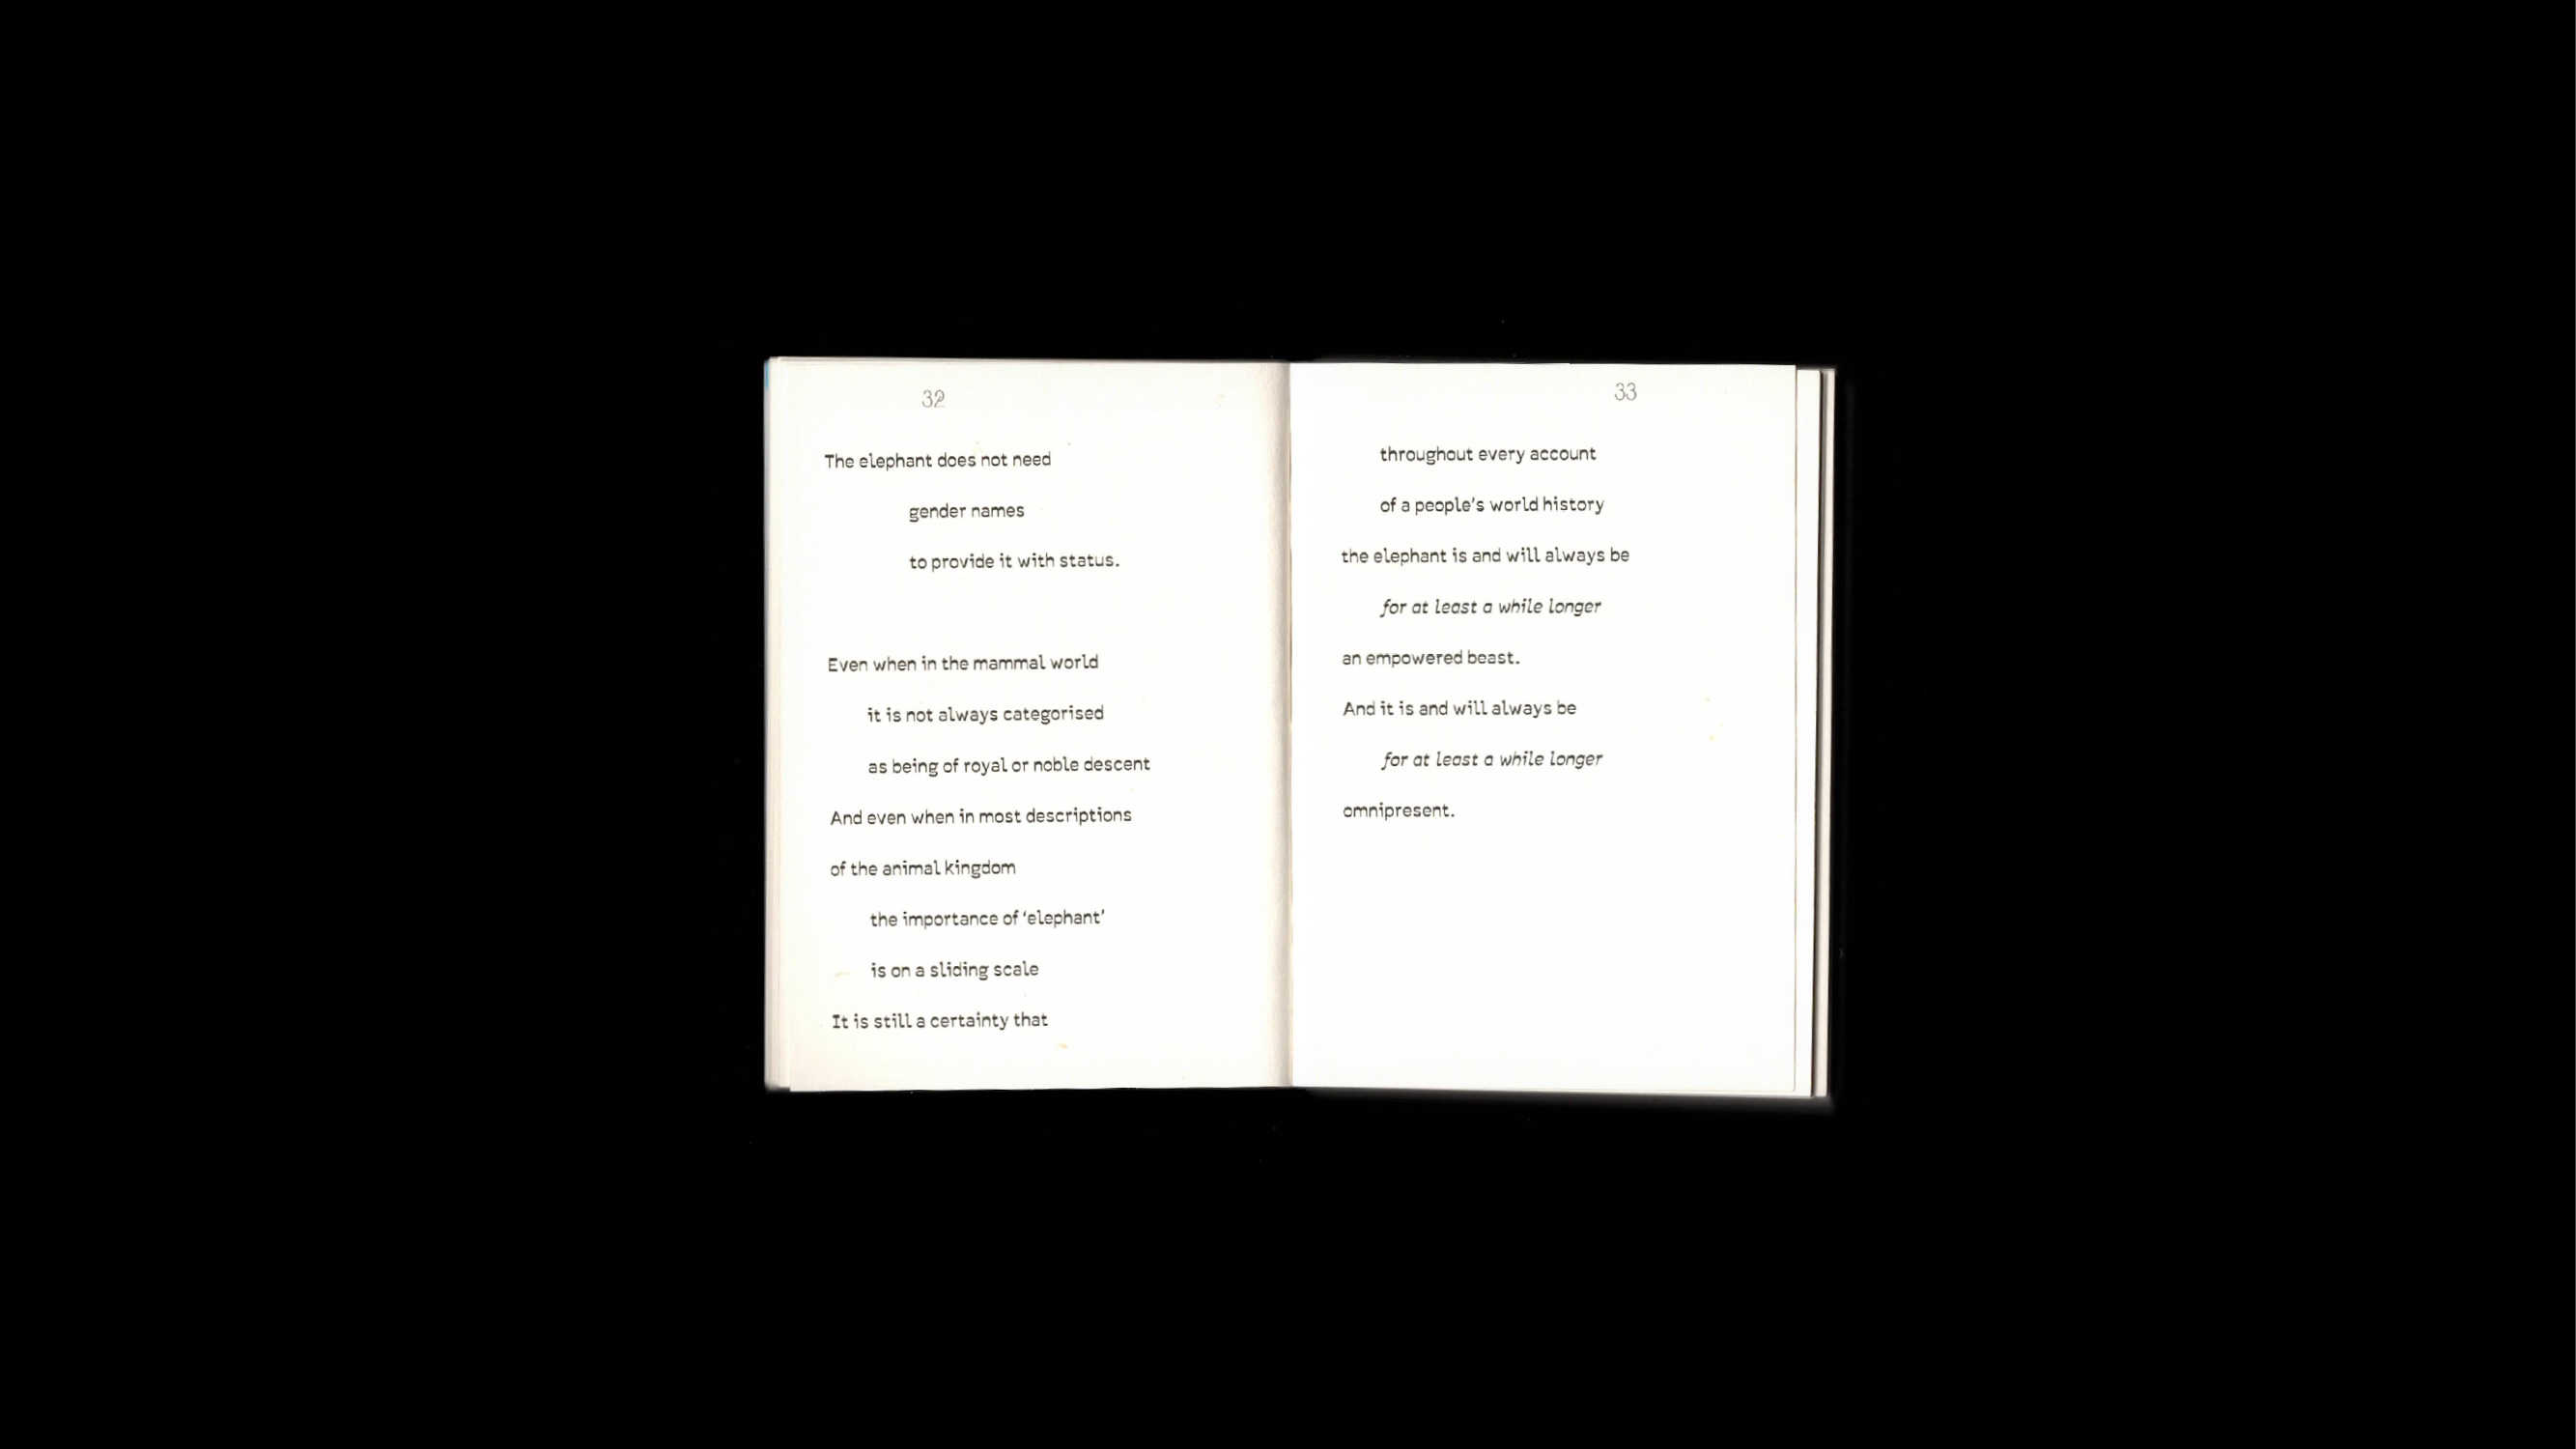 32
The elephant does not need
gender names
to provide it with status.
Even when in the mammal world
it is not always categorised
as being of royal or noble descent
And even when in most descriptions
of the animal kingdom
the importance of ‘elephant’
is on a sliding scale
It is still a certainty that
33
throughout every account
of a people’s world history
the elephant is and will always be
for at least a while longer
an empowered beast.
And it is and will always be
for at least a while longer
omnipresent.